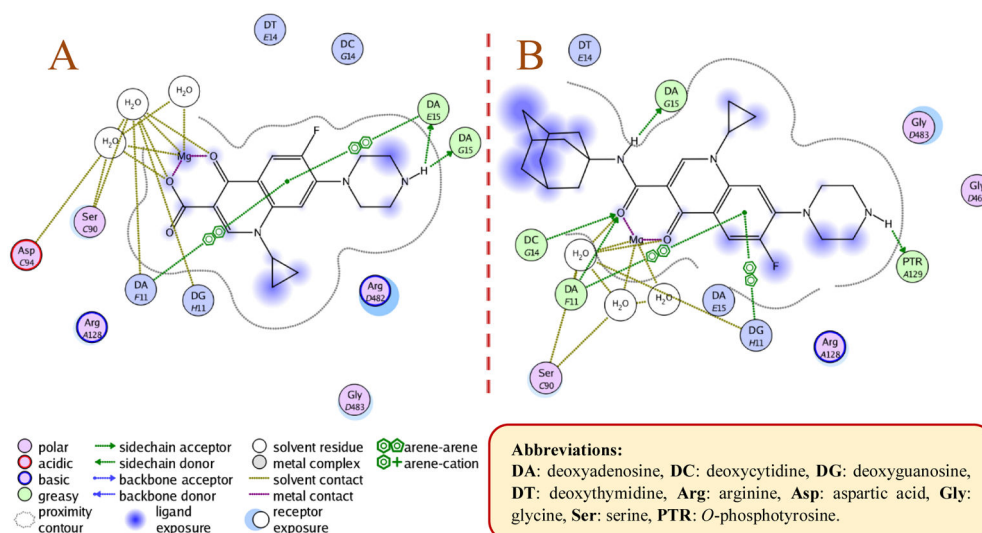 A
B
DT
E14
DC
G14
H₂O
H₂O
H₂O
Mg
O
O
O
O
F
N
N
N
H
DA
E15
DA
G15
Ser
C90
Asp
C94
DA
F11
DG
H11
Arg
A128
Arg
D482
Gly
D483
DT
E14
DA
G15
Gly
D483
Gly
H
N
N
N
N
H
O
O
Mg
F
DC
G14
H₂O
H₂O
H₂O
DA
F11
DA
E15
DG
H11
PTR
A129
Arg
A128
Ser
C90
polar
acidic
basic
greasy
proximity
contour
sidechain acceptor
sidechain donor
backbone acceptor
backbone donor
ligand
exposure
solvent residue
metal complex
solvent contact
metal contact
receptor
exposure
arene-arene
arene-cation
Abbreviations:
DA: deoxyadenosine, DC: deoxycytidine, DG: deoxyguanosine,
DT: deoxythymidine, Arg: arginine, Asp: aspartic acid, Gly:
glycine, Ser: serine, PTR: O-phosphotyrosine.